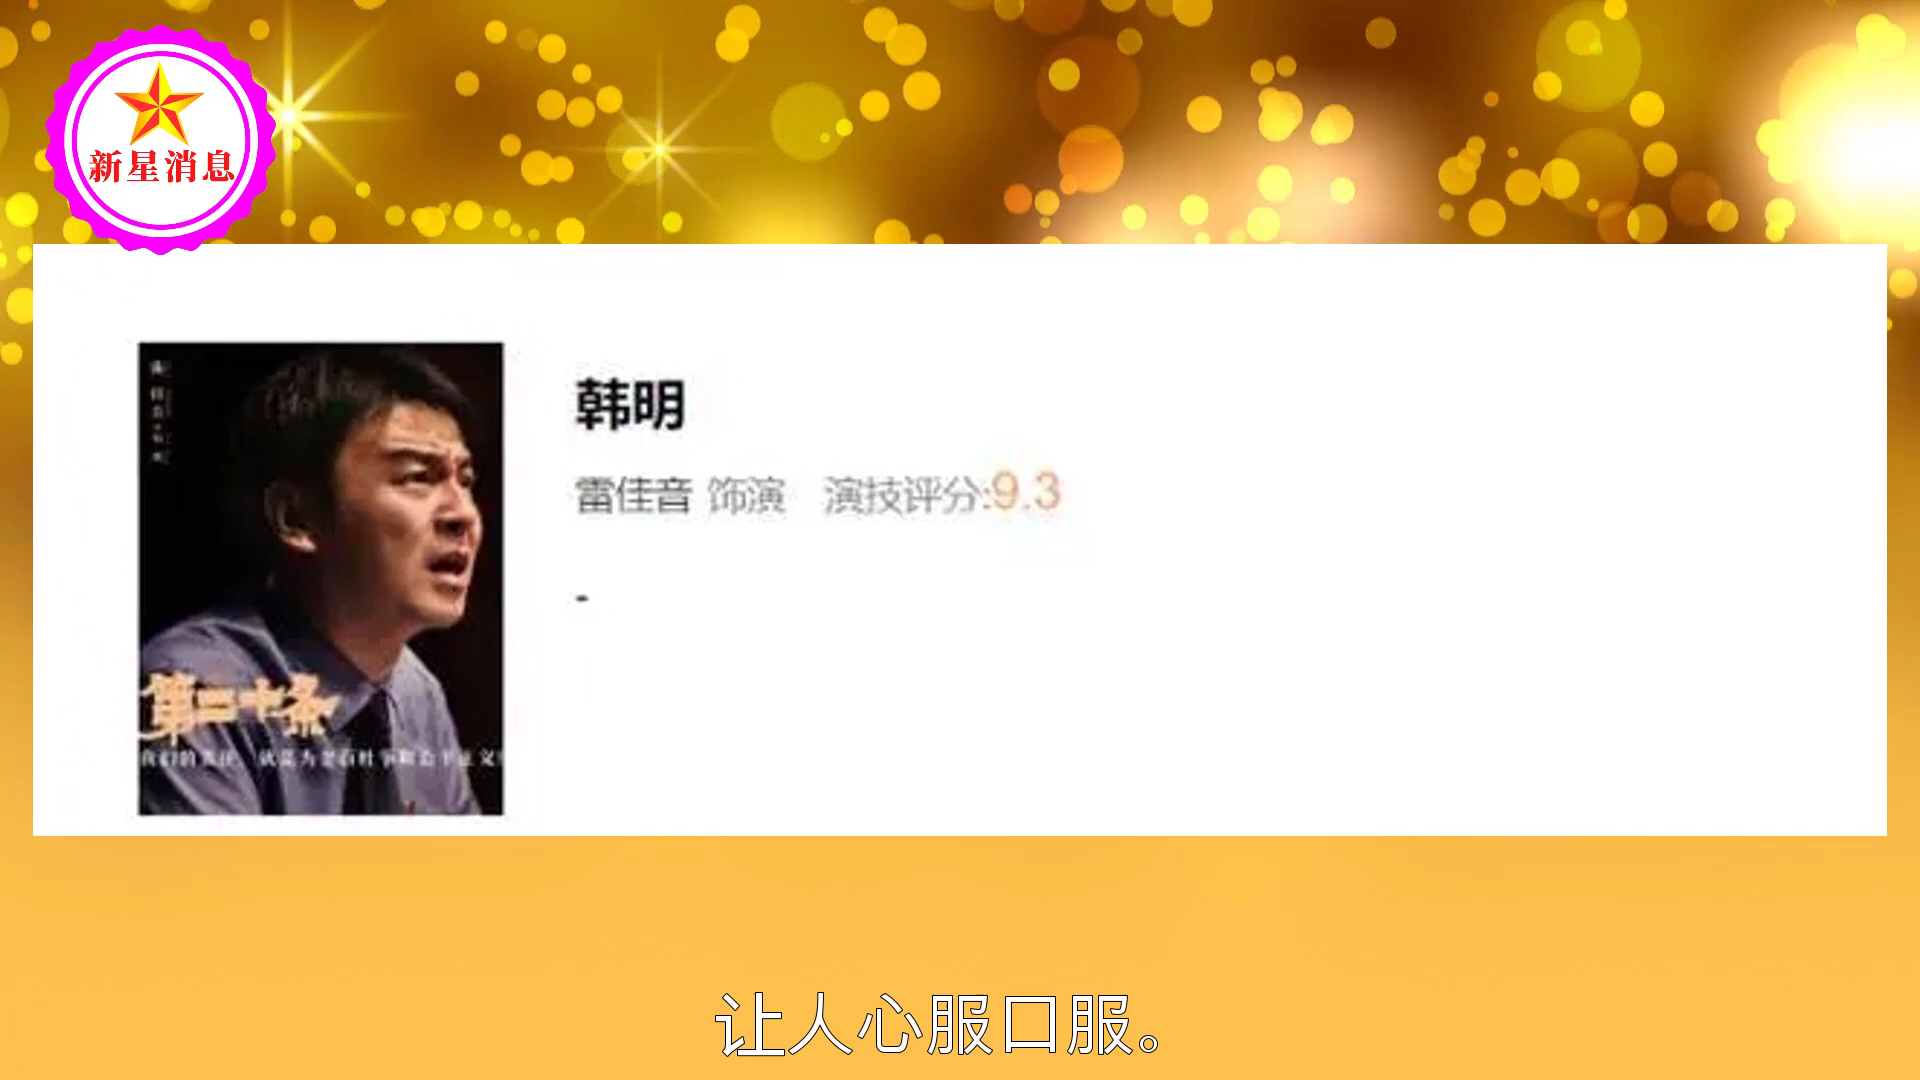 新星消息
韩明
雷佳音 饰演 演技评分:9.3
-
第二十条
让人心服口服。